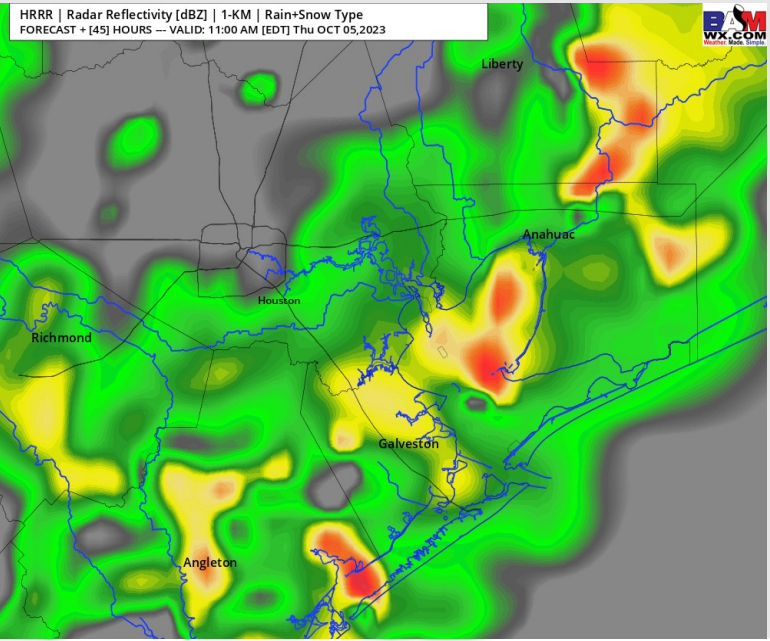 HRRR | Radar Reflectivity [dBZ] | 1-KM | Rain+Snow Type
FORECAST + [45] HOURS --- VALID: 11:00 AM [EDT] Thu OCT 05,2023
BAM
WX.COM
Weather. Made. Simple.
Liberty
Anahuac
Houston
Richmond
Galveston
Angleton